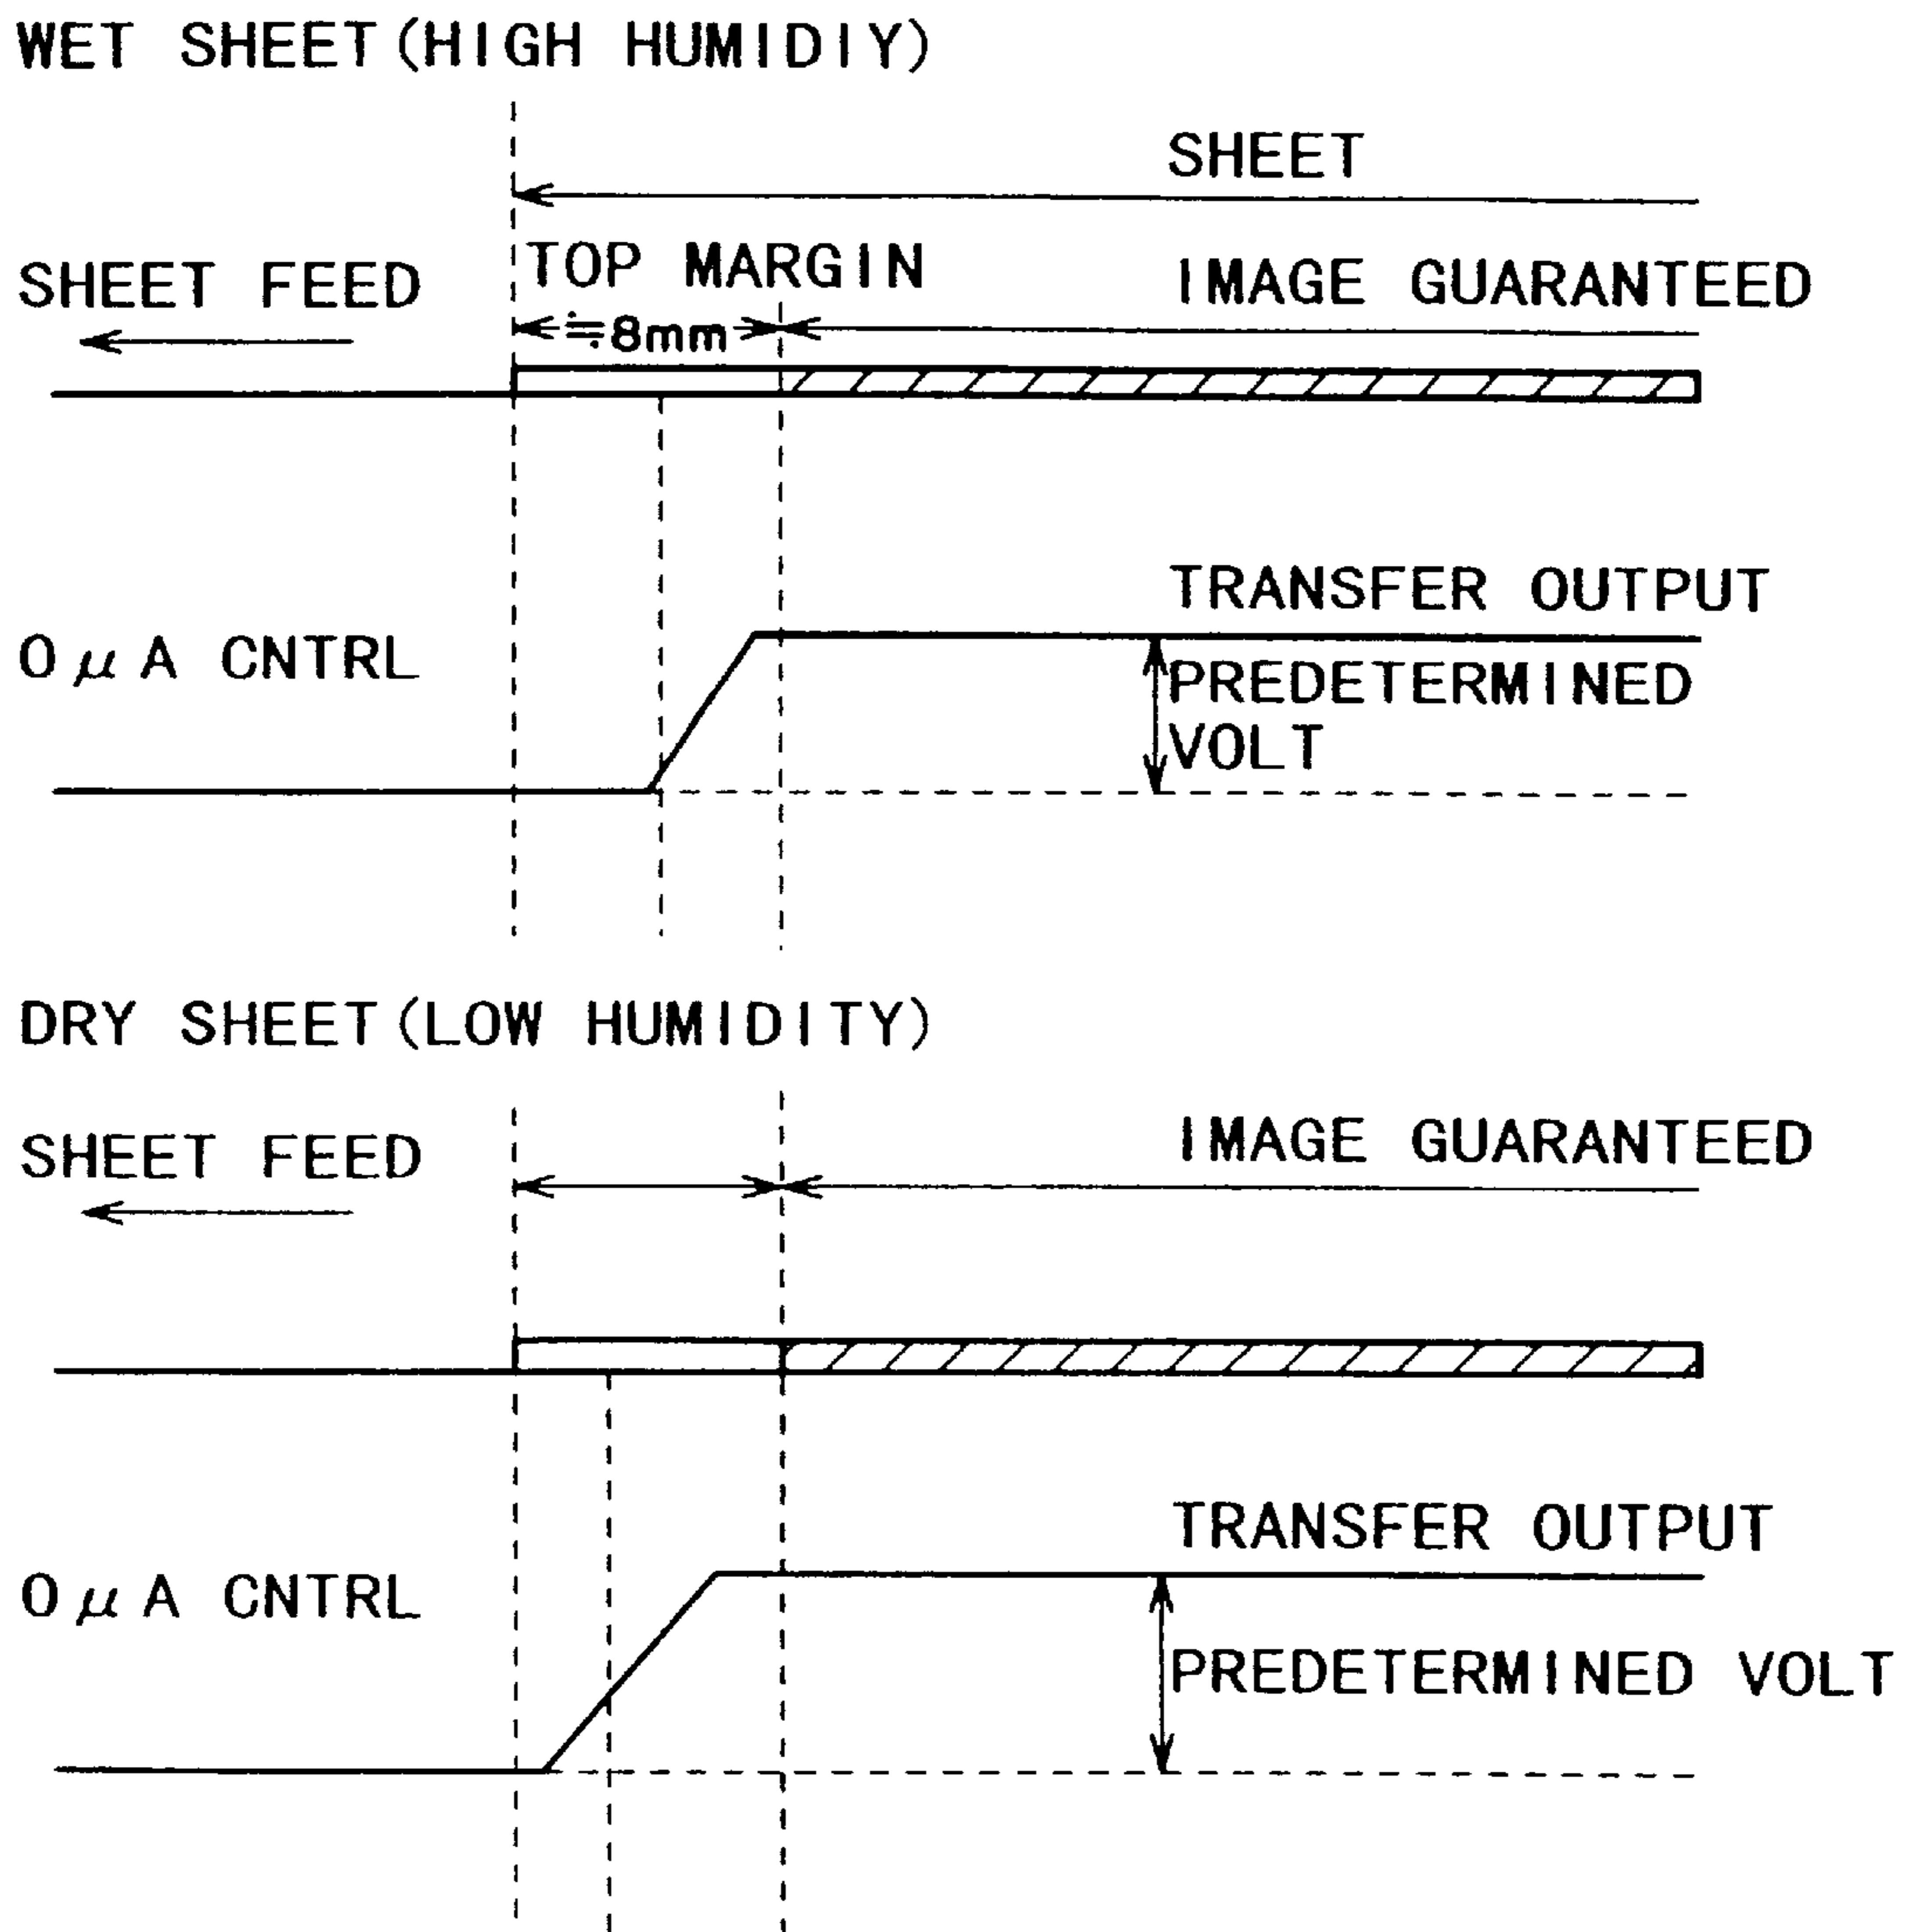 WET SHEET(HIGH HUMIDIY)
SHEET
TOP MARGIN
SHEET FEED
IMAGE GUARANTEED
≒8mm
TRANSFER OUTPUT
0μA CNTRL
PREDETERMINED
VOLT
DRY SHEET(LOW HUMIDITY)
SHEET FEED
IMAGE GUARANTEED
TRANSFER OUTPUT
0μA CNTRL
PREDETERMINED VOLT